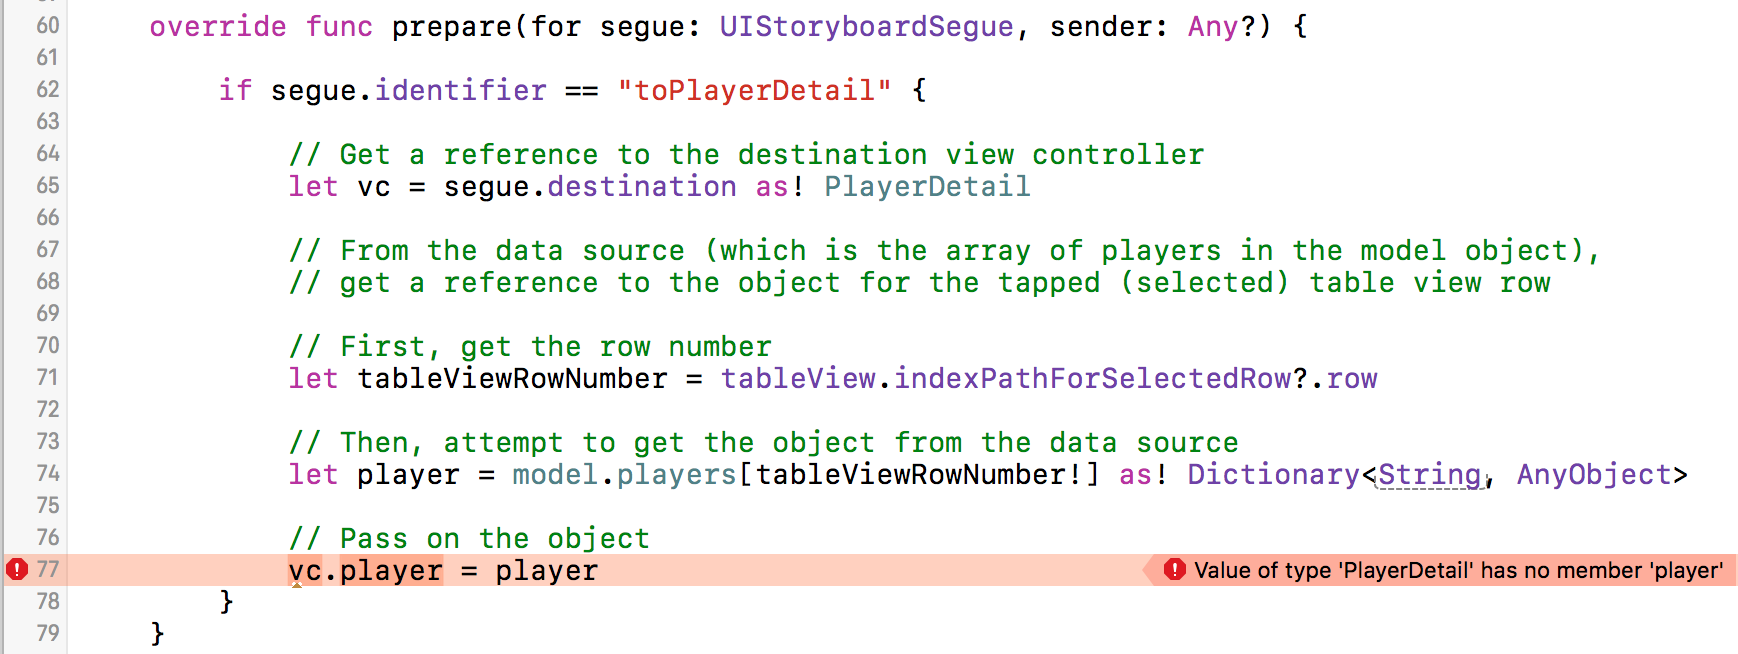 60 override func prepare(for segue: UIStoryboardSegue, sender: Any?) {
61
62 if segue.identifier == "toPlayerDetail" {
63
64 // Get a reference to the destination view controller
65 let vc = segue.destination as! PlayerDetail
66
67 // From the data source (which is the array of players in the model object),
68 // get a reference to the object for the tapped (selected) table view row
69
70 // First, get the row number
71 let tableViewRowNumber = tableView.indexPathForSelectedRow?.row
72
73 // Then, attempt to get the object from the data source
74 let player = model.players[tableViewRowNumber!] as! Dictionary<String, AnyObject>
75
76 // Pass on the object
77 vc.player = player Value of type 'PlayerDetail' has no member 'player'
78 }
79 }